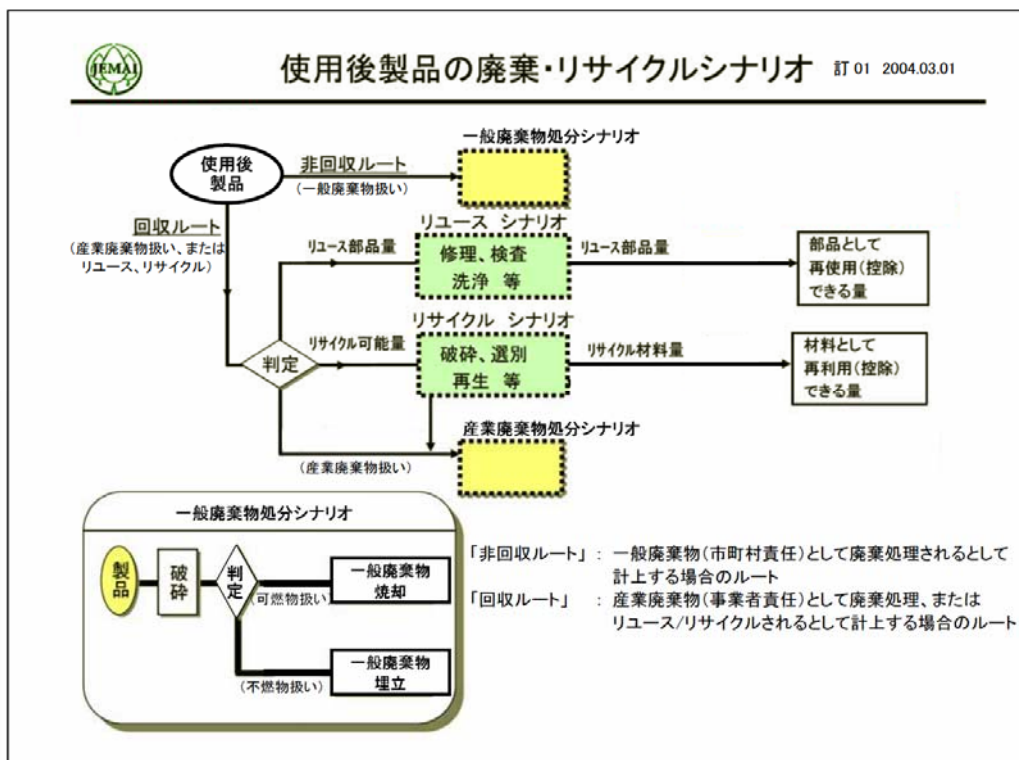 JEMAI
使用後製品の廃棄・リサイクルシナリオ 訂01 2004.03.01
一般廃棄物処分シナリオ
使用後
製品
非回収ルート
(一般廃棄物扱い)
回収ルート
(産業廃棄物扱い、または
リユース、リサイクル)
リユース シナリオ
リユース部品量
修理、検査
洗浄 等
リユース部品量
部品として
再使用(控除)
できる量
リサイクル シナリオ
判定
リサイクル可能量
破砕、選別
再生 等
リサイクル材料量
材料として
再利用(控除)
できる量
産業廃棄物処分シナリオ
(産業廃棄物扱い)
一般廃棄物処分シナリオ
製品
破砕
判定
(可燃物扱い)
一般廃棄物
焼却
(不燃物扱い)
一般廃棄物
埋立
「非回収ルート」 : 一般廃棄物(市町村責任)として廃棄処理されるとして
計上する場合のルート
「回収ルート」 : 産業廃棄物(事業者責任)として廃棄処理、または
リユース/リサイクルされるとして計上する場合のルート